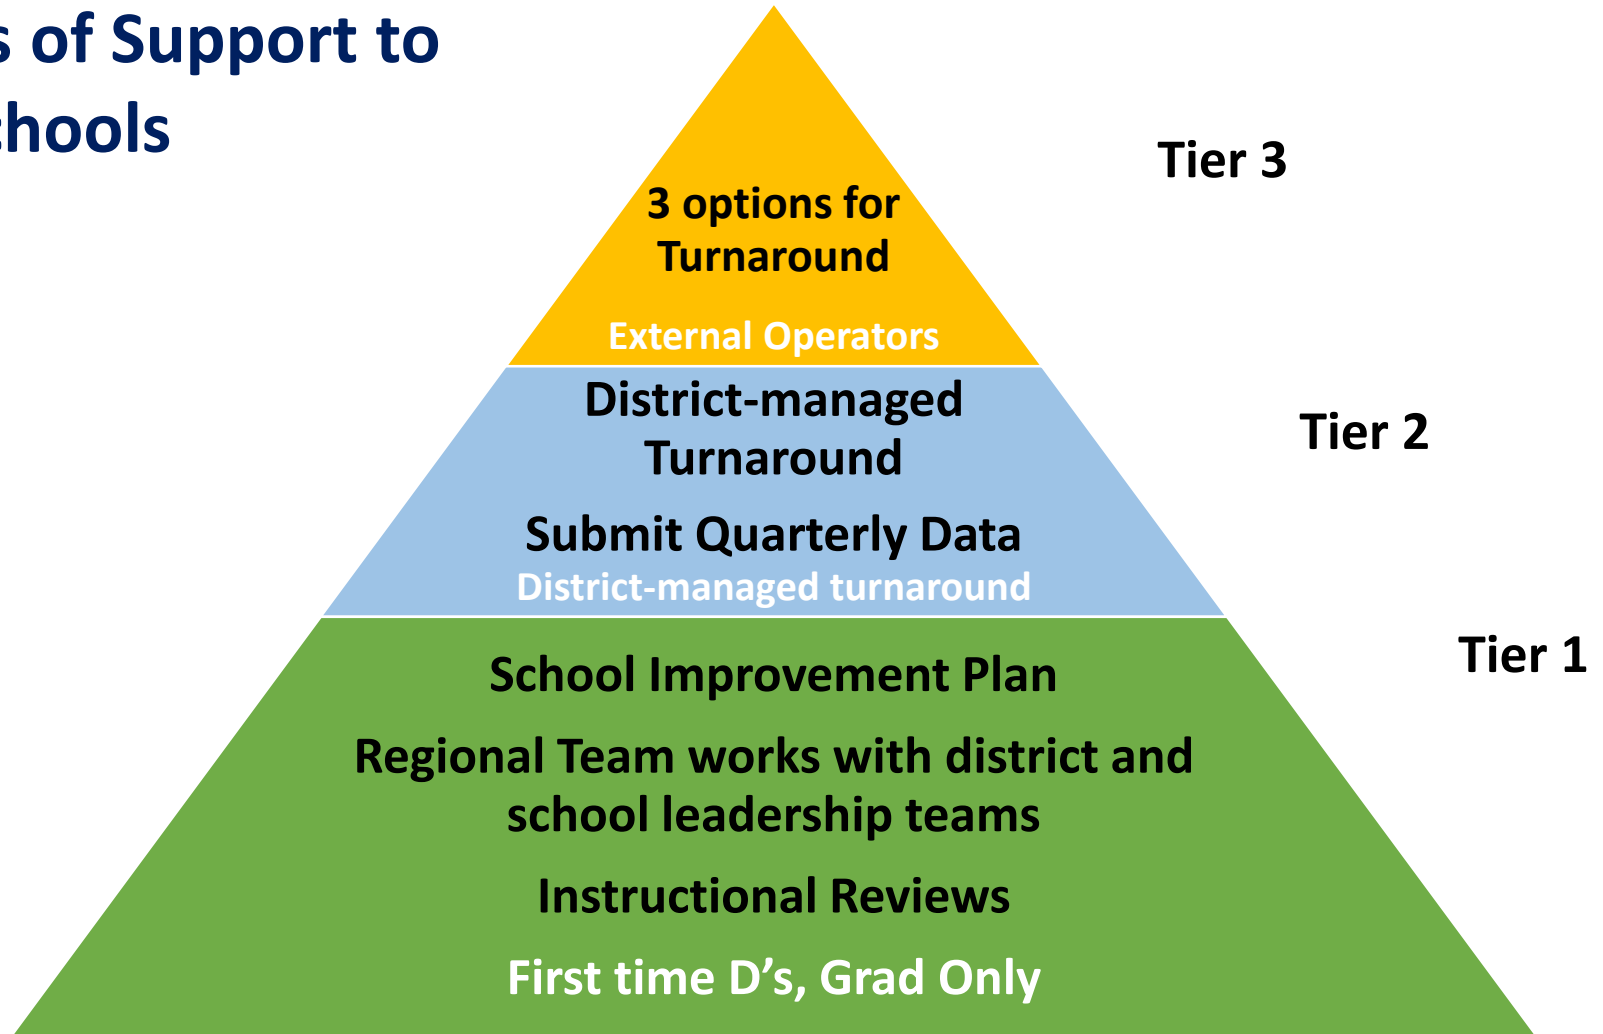 s of Support to
chools
Tier 3
3 options for
Turnaround
External Operators
District-managed
Turnaround
Tier 2
Submit Quarterly Data
District-managed turnaround
School Improvement Plan
Tier 1
Regional Team works with district and
school leadership teams
Instructional Reviews
First time D’s, Grad Only